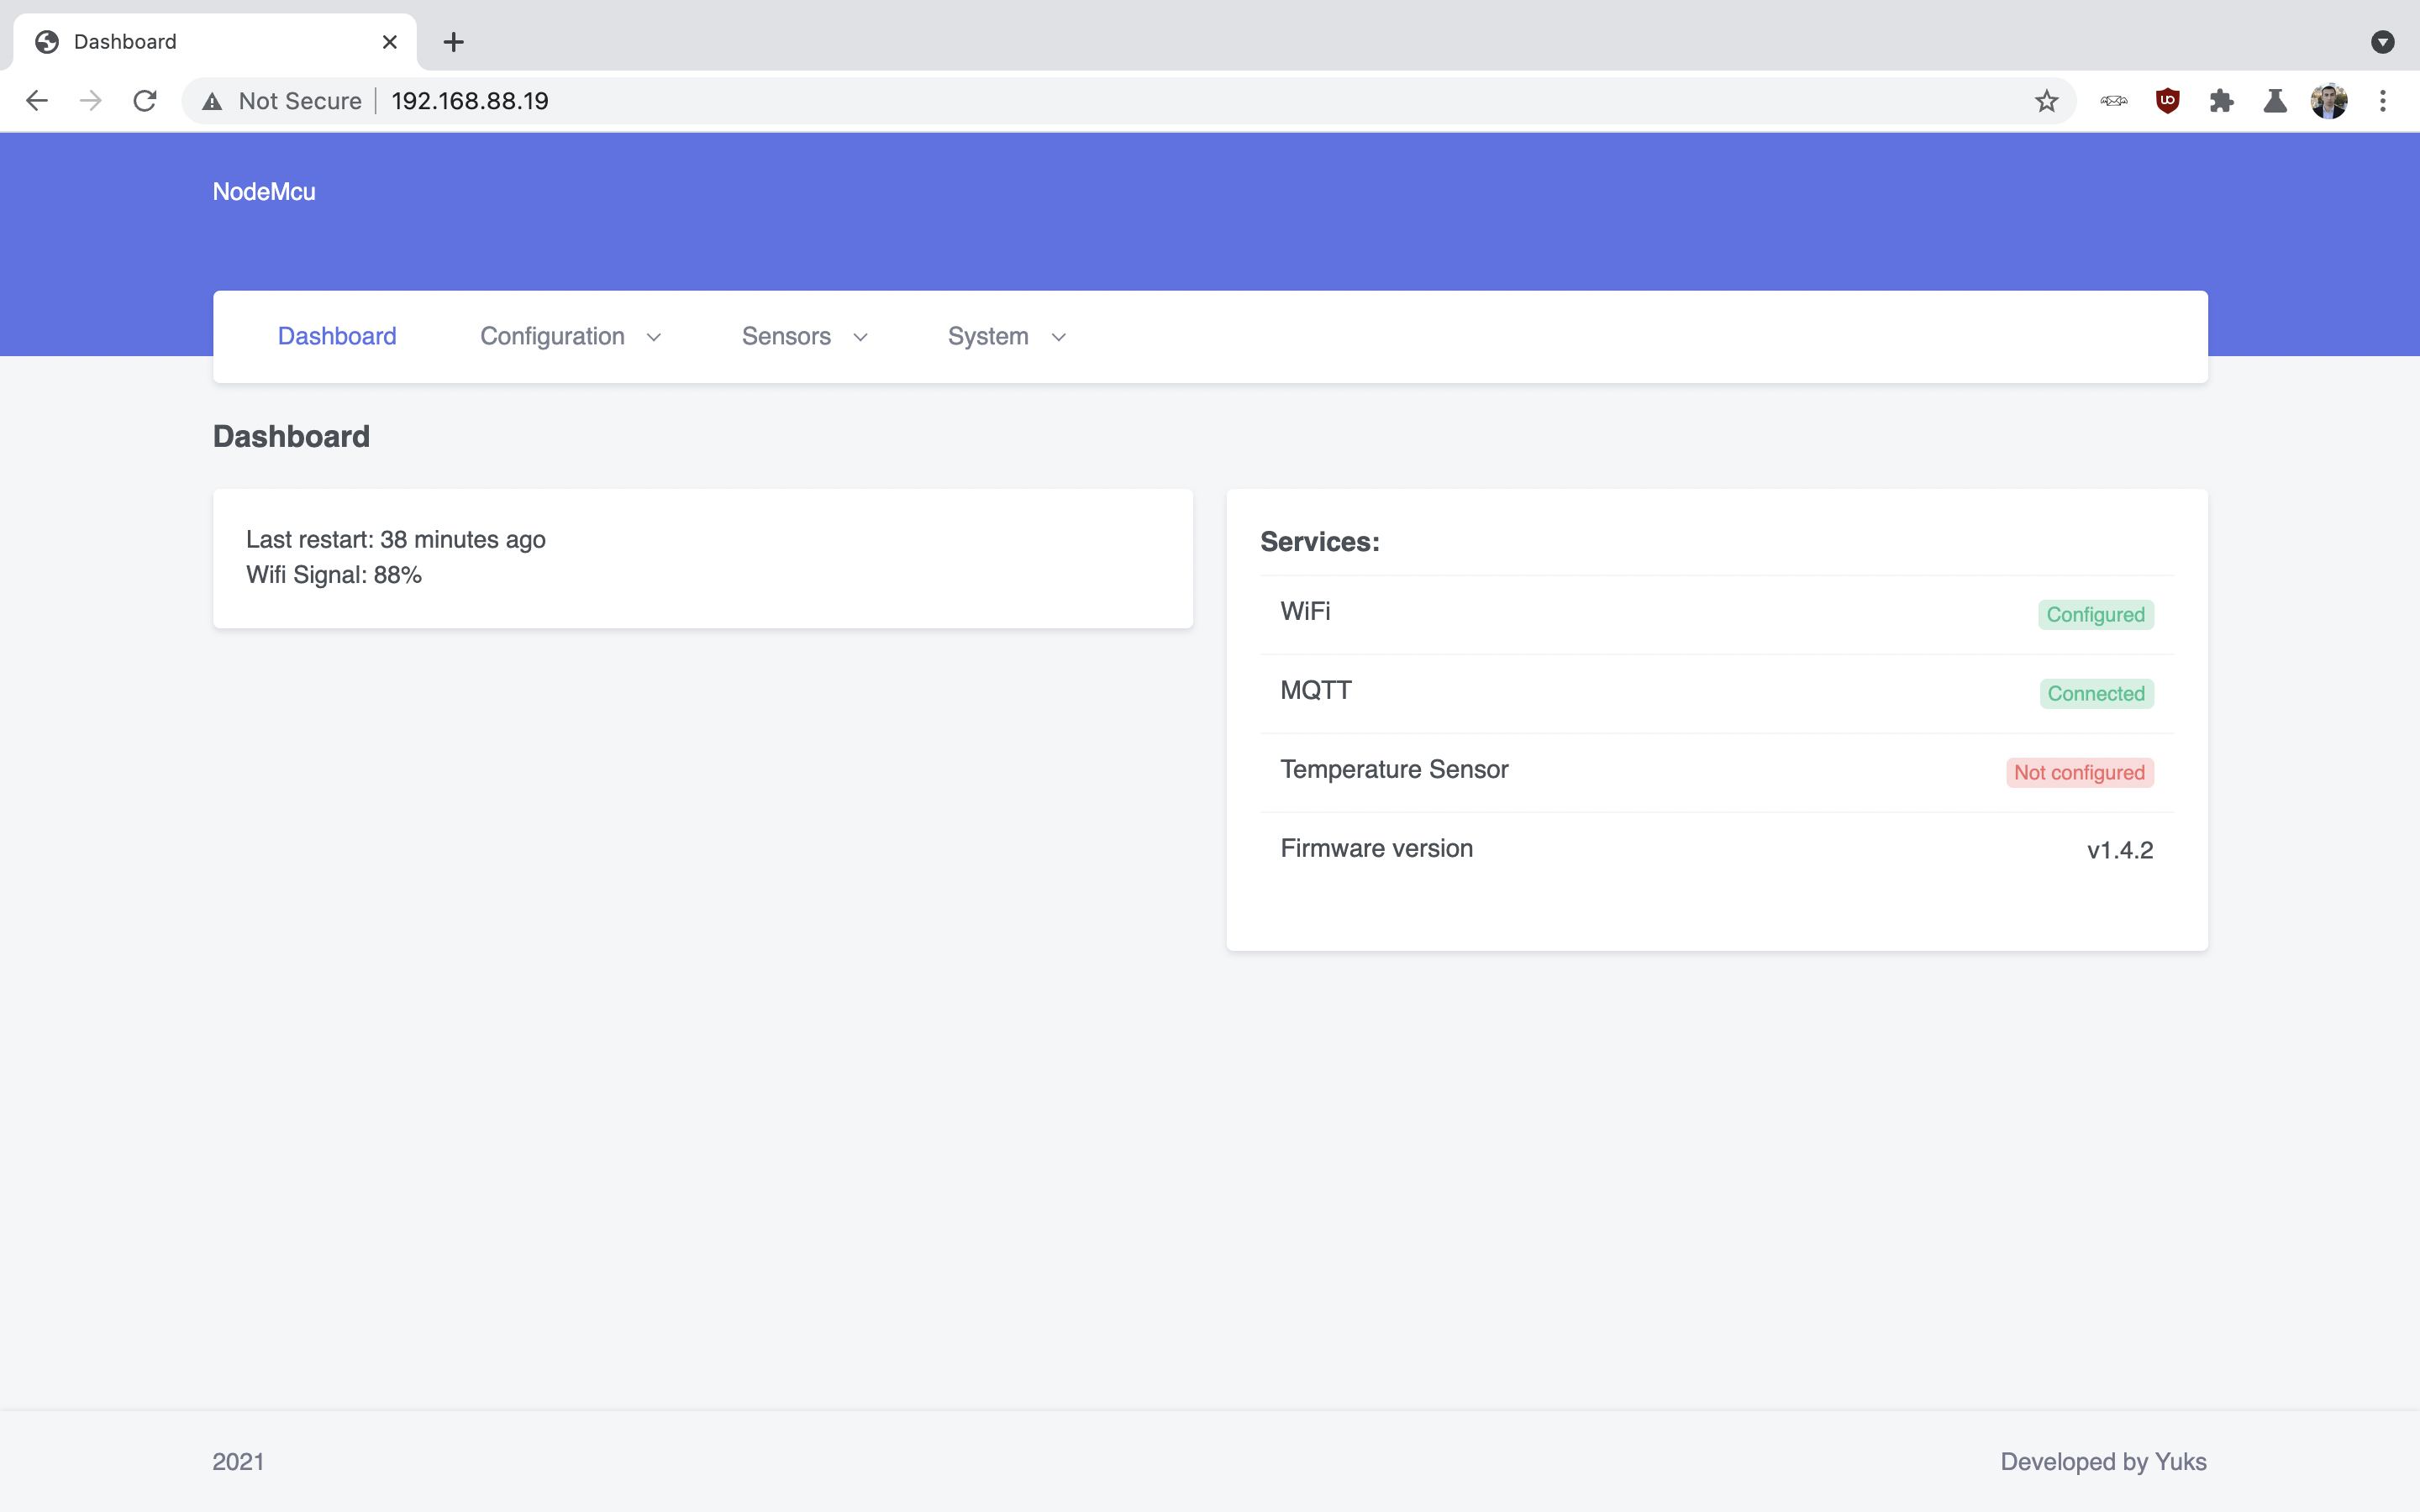 Dashboard
Not Secure
192.168.88.19
NodeMcu
Dashboard Configuration Sensors System
Dashboard
Last restart: 38 minutes ago
Wifi Signal: 88%
Services:
WiFi Configured
MQTT Connected
Temperature Sensor Not configured
Firmware version v1.4.2
2021 Developed by Yuks